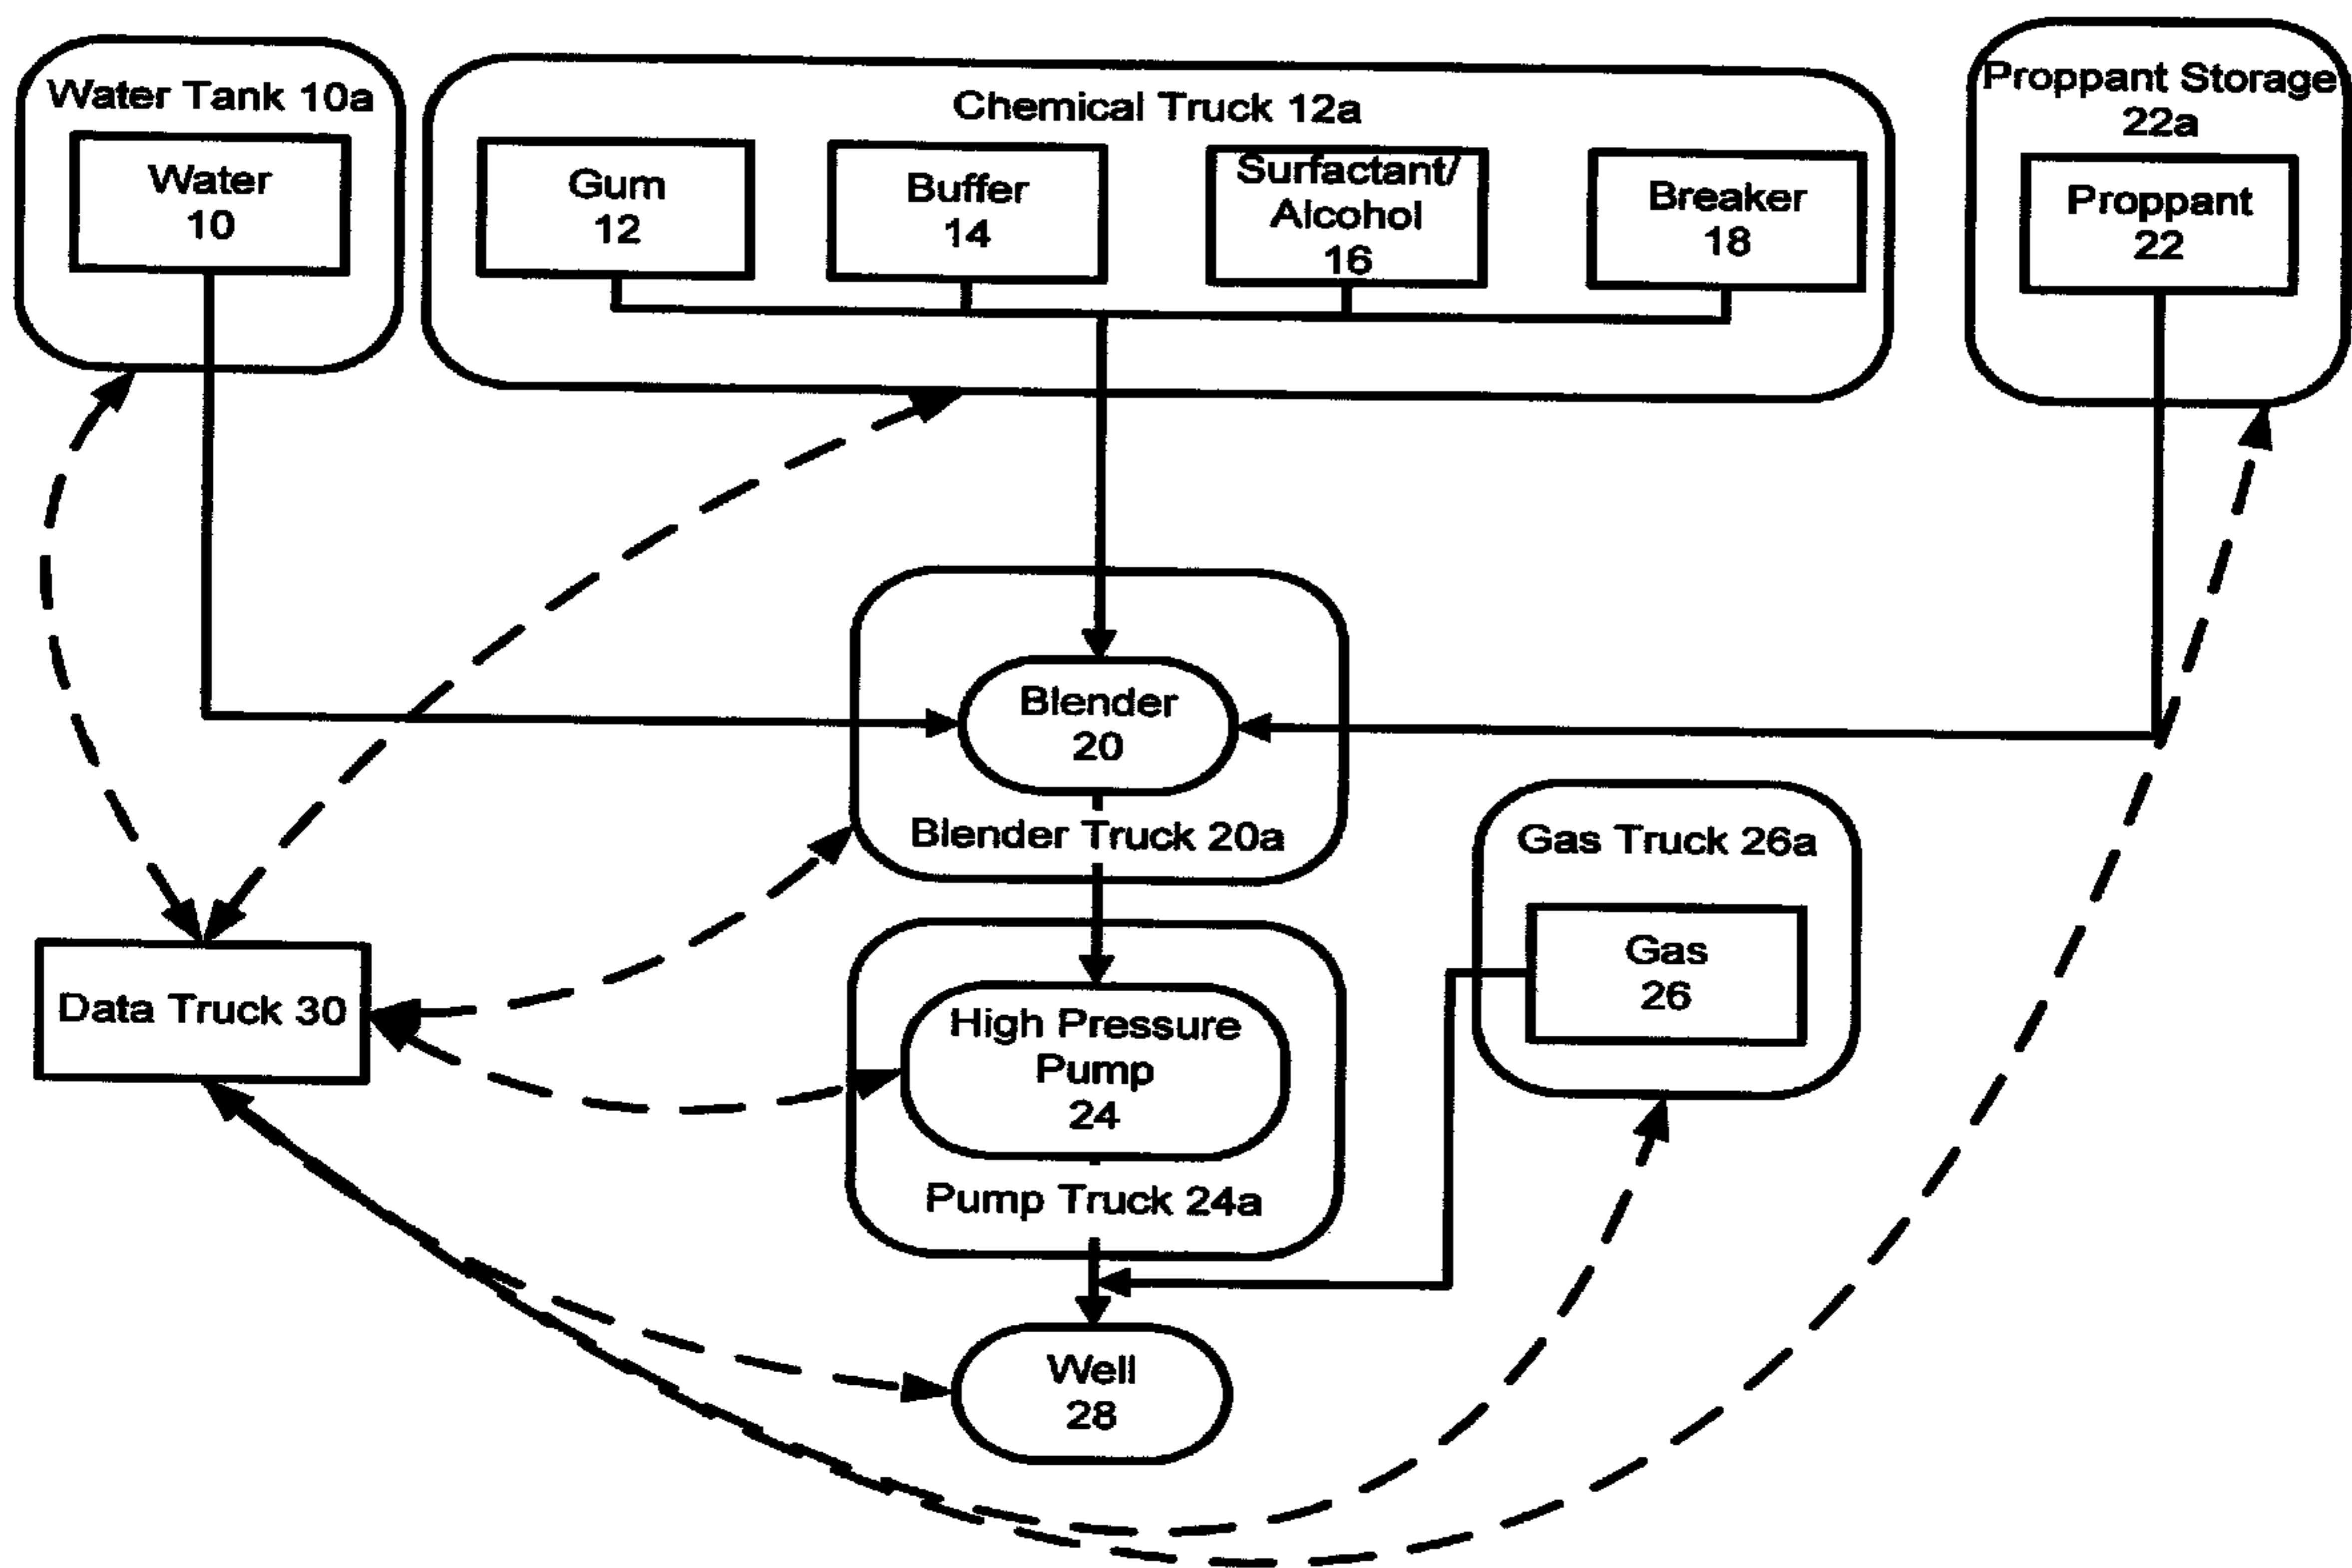 Water Tank 10a
Water
10
Chemical Truck 12a
Gum
12
Buffer
14
Surfactant/
Alcohol
16
Breaker
18
Proppant Storage
22a
Proppant
22
Blender
20
Blender Truck 20a
Gas Truck 26a
Gas
26
Data Truck 30
High Pressure
Pump
24
Pump Truck 24a
Well
28